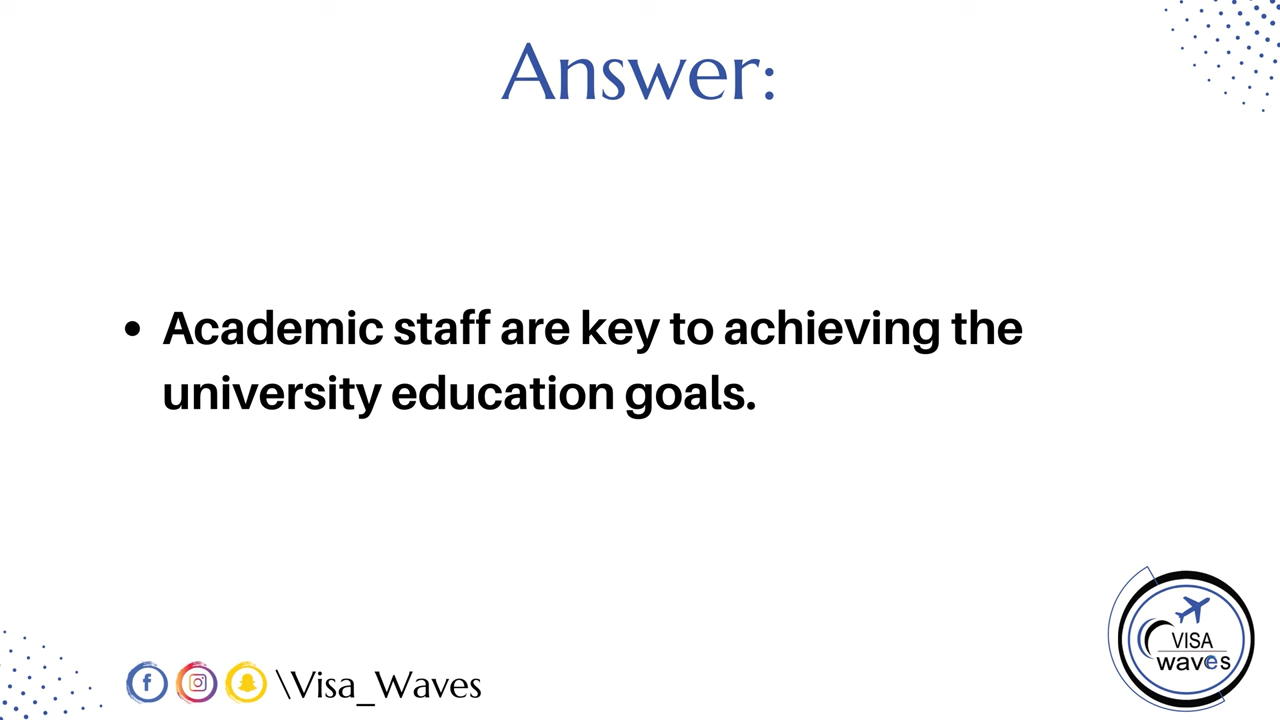 Answer:
• Academic staff are key to achieving the
university education goals.
\Visa_Waves
VISA
waves